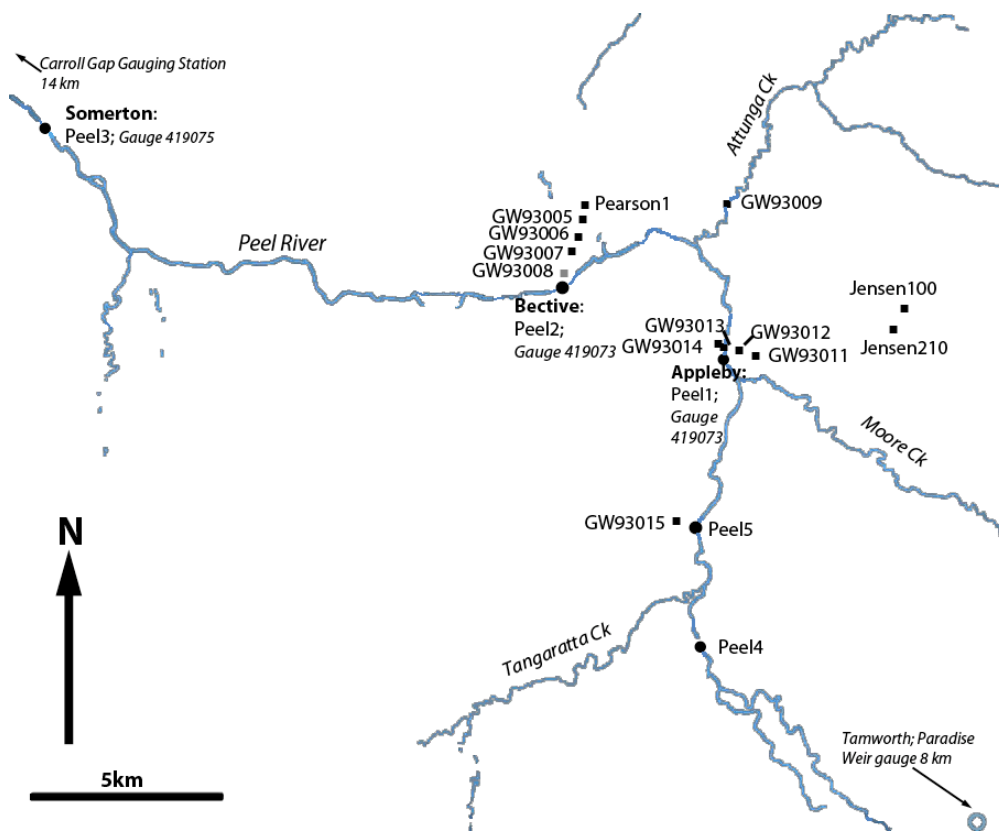 Carroll Gap Gauging Station
14 km
Somerton:
Peel3; Gauge 419075
Attunga Ck
Pearson1
GW93009
GW93005
GW93006
Peel River
GW93007
GW93008
Jensen100
Bective:
Peel2;
Gauge 419073
GW93013
GW93012
GW93014
GW93011
Jensen210
Appleby:
Peel1;
Gauge
419073
Moore Ck
N
GW93015
Peel5
Tangaratta Ck
Peel4
Tamworth; Paradise
Weir gauge 8 km
5km